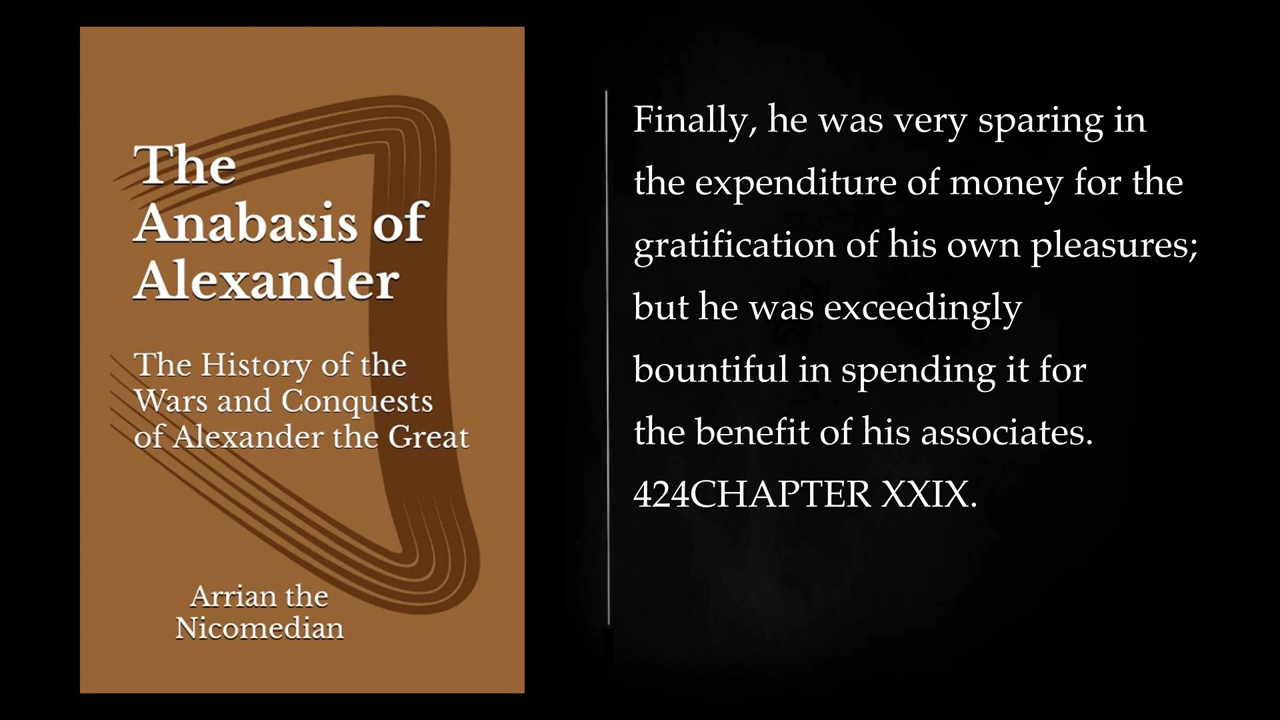 The
Anabasis of
Alexander
The History of the
Wars and Conquests
of Alexander the Great
Arrian the
Nicomedian
Finally, he was very sparing in
the expenditure of money for the
gratification of his own pleasures;
but he was exceedingly
bountiful in spending it for
the benefit of his associates.
424CHAPTER XXIX.